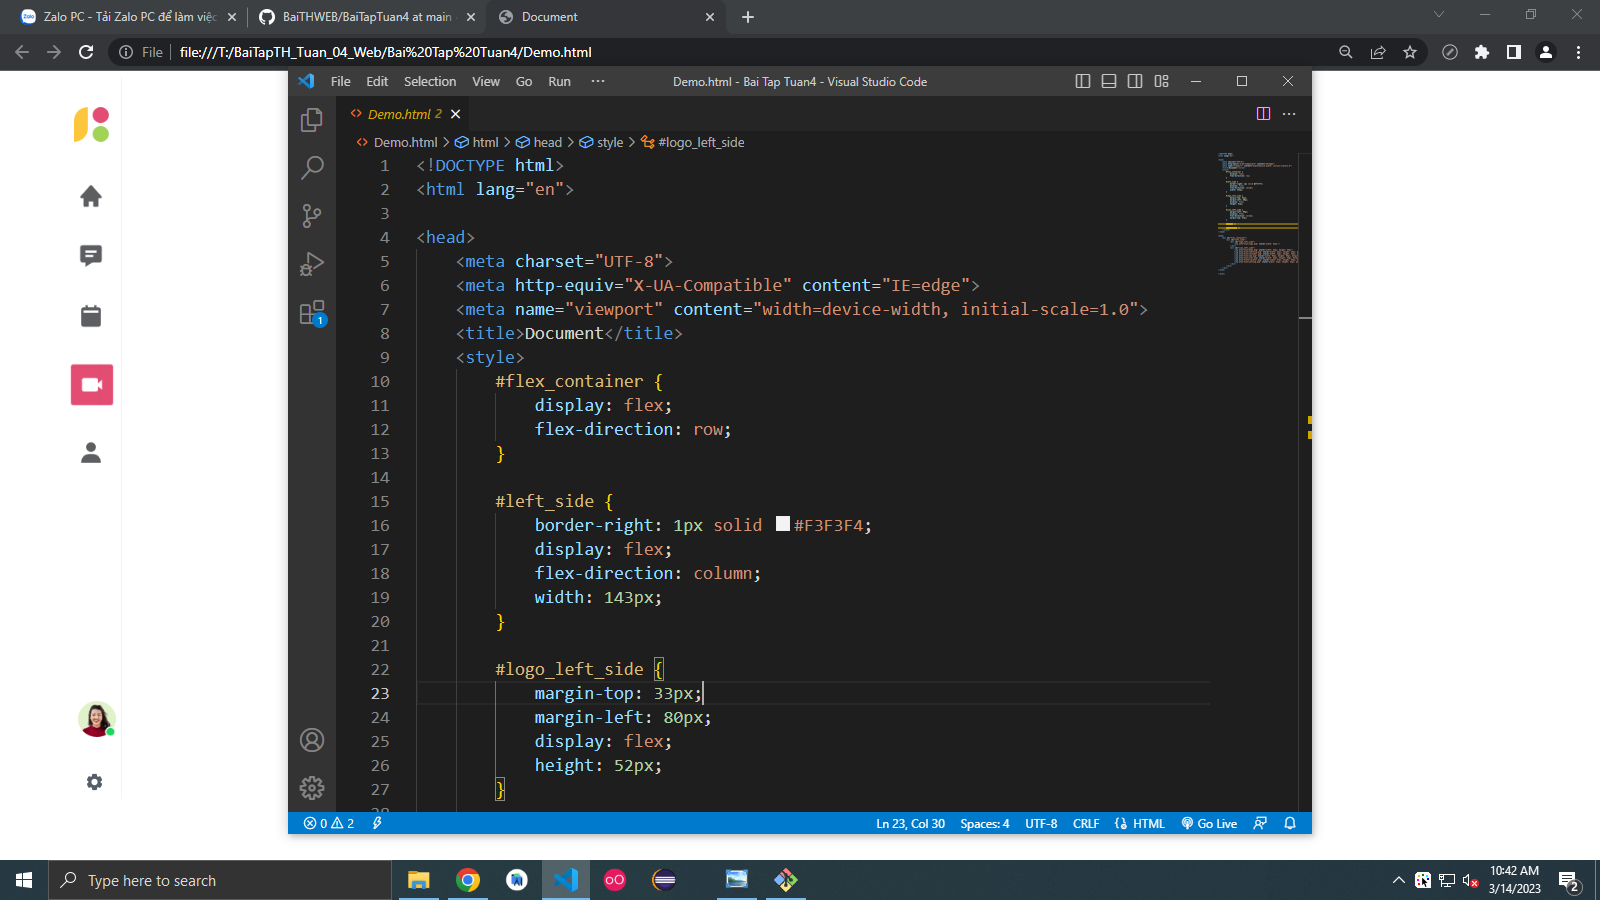 Zalo PC - Tải Zalo PC để làm việc
BaiTHWEB/BaiTapTuan4 at main
Document
File
file:///T:/BaiTapTH_Tuan_04_Web/Bai%20Tap%20Tuan4/Demo.html
File Edit Selection View Go Run ··· Demo.html - Bai Tap Tuan4 - Visual Studio Code
Demo.html 2
Demo.html > html > head > style > #logo_left_side
1 <!DOCTYPE html>
2 <html lang="en">
3
4 <head>
5 <meta charset="UTF-8">
6 <meta http-equiv="X-UA-Compatible" content="IE=edge">
7 <meta name="viewport" content="width=device-width, initial-scale=1.0">
8 <title>Document</title>
9 <style>
10 #flex_container {
11 display: flex;
12 flex-direction: row;
13 }
14
15 #left_side {
16 border-right: 1px solid #F3F3F4;
17 display: flex;
18 flex-direction: column;
19 width: 143px;
20 }
21
22 #logo_left_side {
23 margin-top: 33px;
24 margin-left: 80px;
25 display: flex;
26 height: 52px;
27 }
1
0 2 Ln 23, Col 30 Spaces: 4 UTF-8 CRLF HTML Go Live
Type here to search
10:42 AM
3/14/2023
2